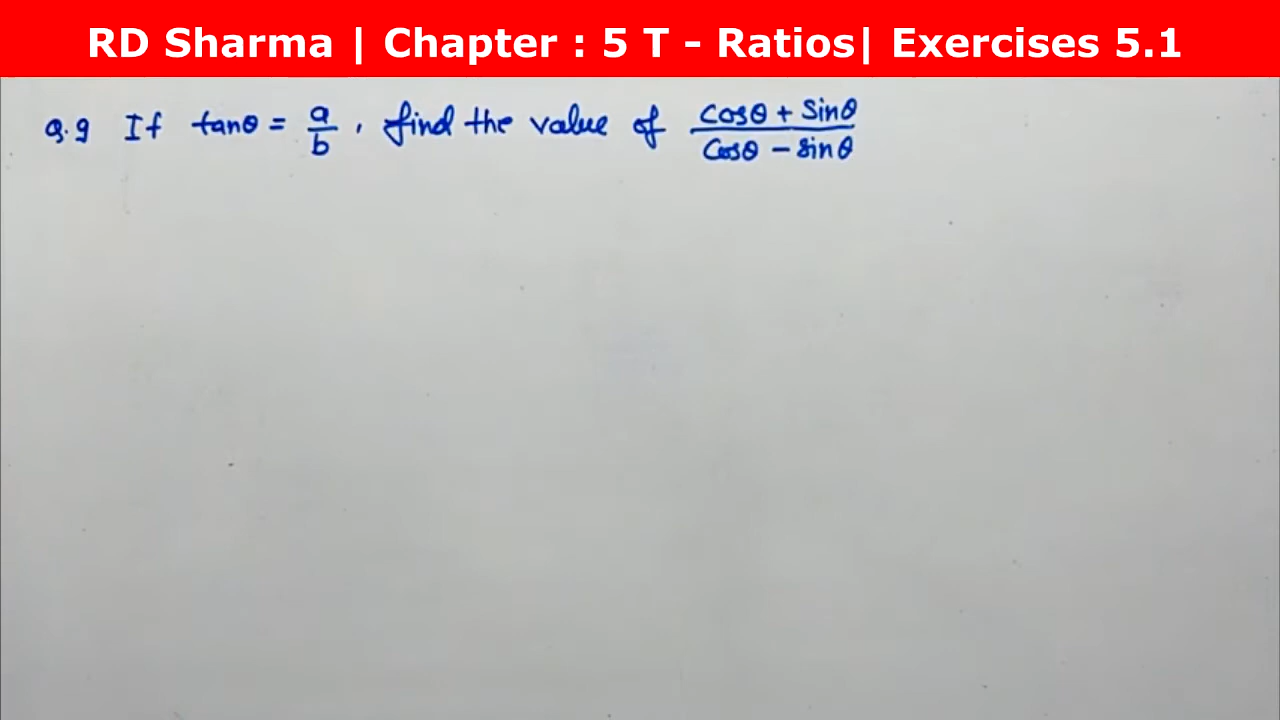 RD Sharma | Chapter : 5 T - Ratios| Exercises 5.1
Q.9 If tanθ = a/b , find the value of (Cosθ + Sinθ)/(Cosθ - Sinθ)